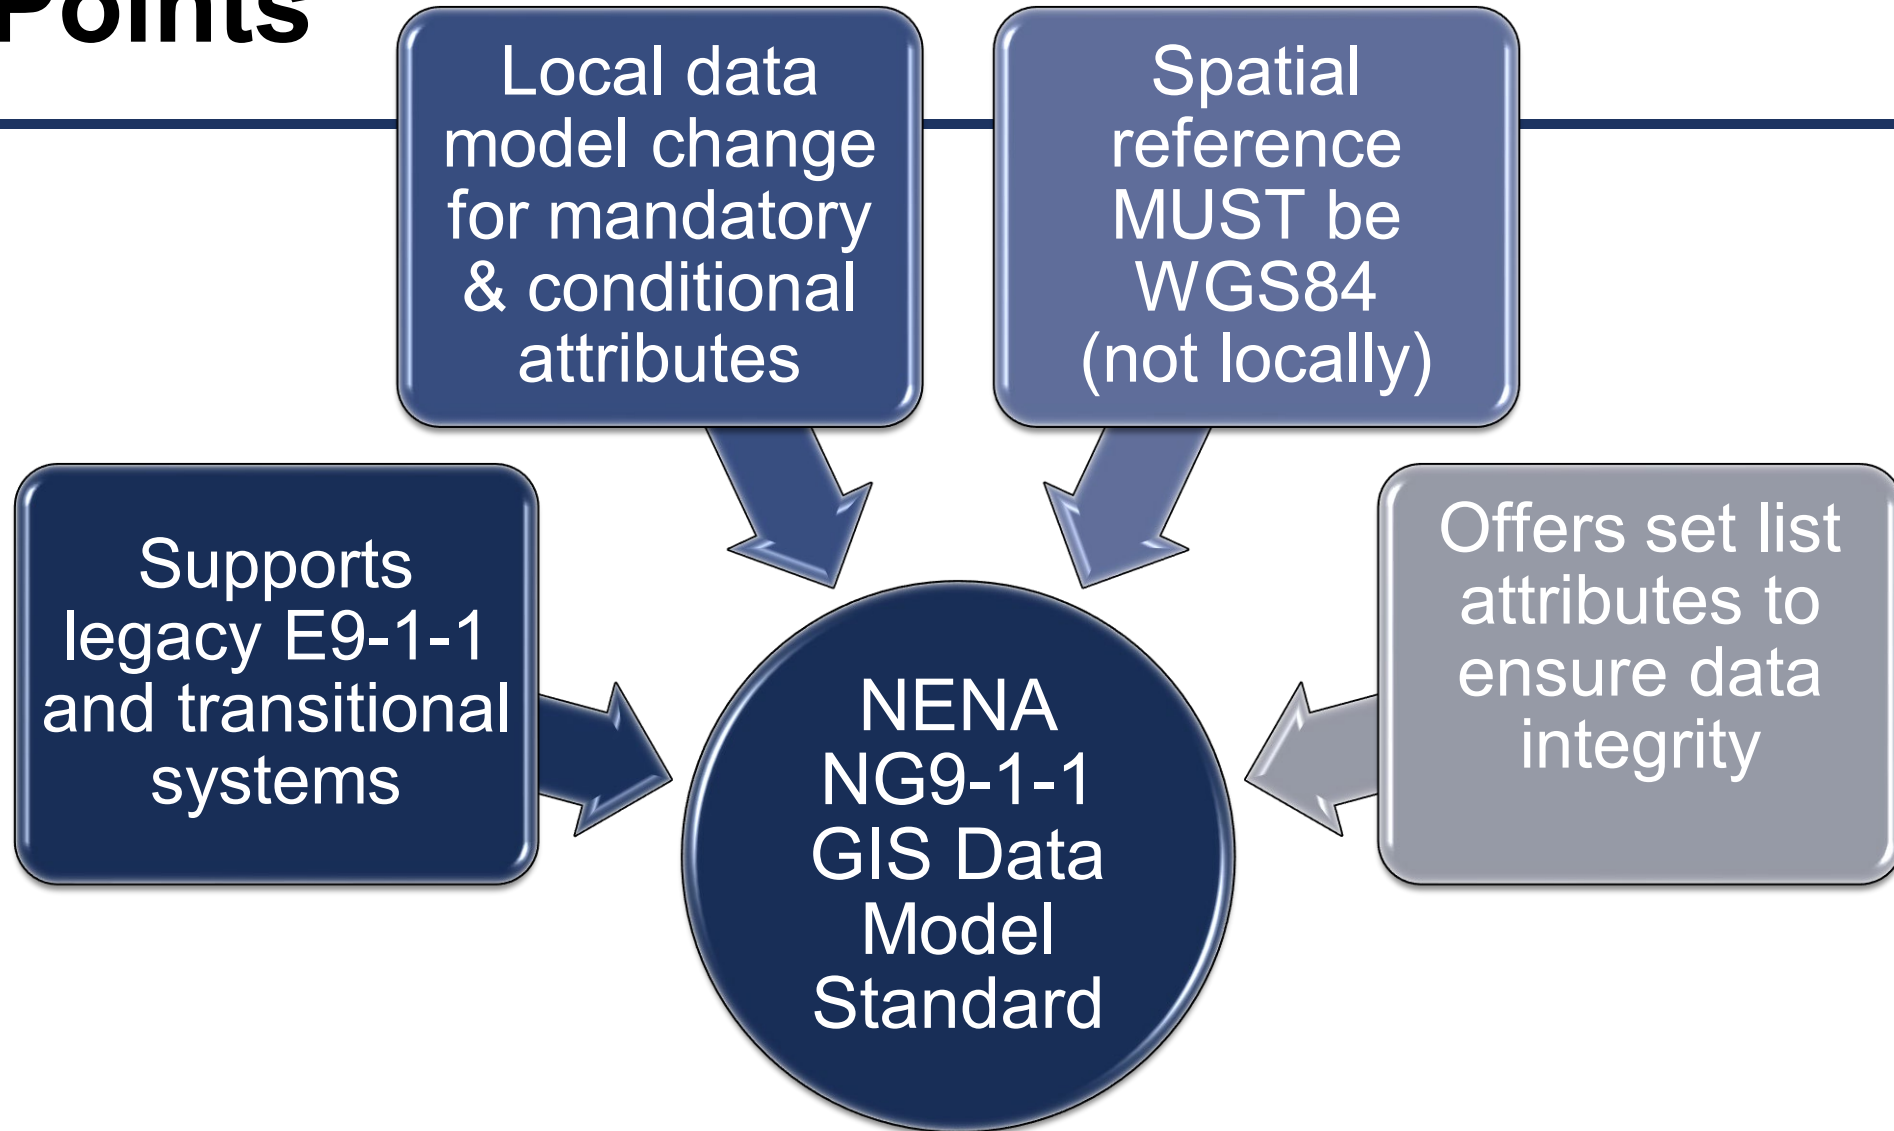 Points
Local data
model change
for mandatory
& conditional
attributes
Spatial
reference
MUST be
WGS84
(not locally)
Supports
legacy E9-1-1
and transitional
systems
Offers set list
attributes to
ensure data
integrity
NENA
NG9-1-1
GIS Data
Model
Standard